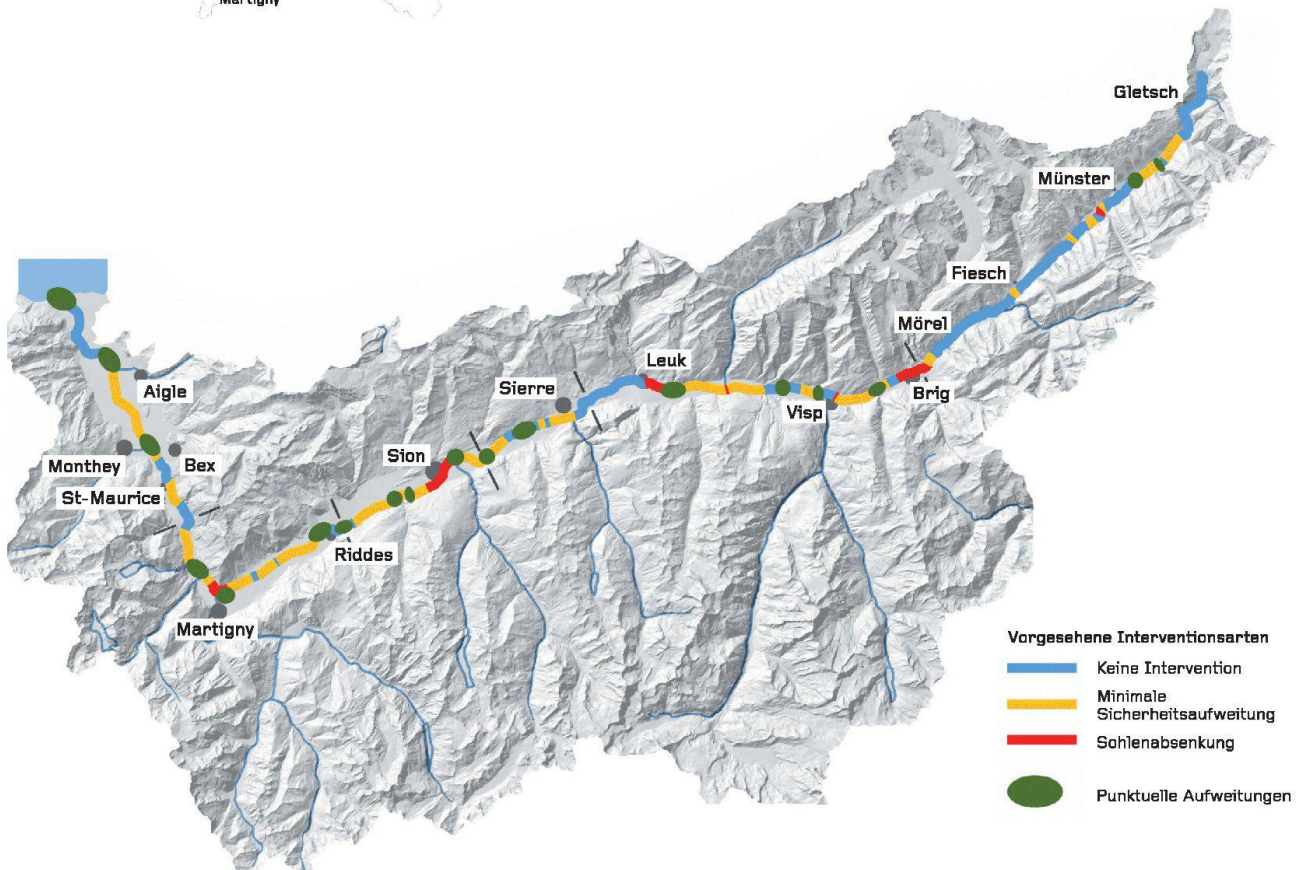 Martigny
Gletsch
Münster
Fiesch
Mörel
Leuk
Sierre
Brig
Visp
Aigle
Sion
Monthey
Bex
St-Maurice
Riddes
Martigny
Vorgesehene Interventionsarten
Keine Intervention
Minimale
Sicherheitsaufweitung
Sohlenabsenkung
Punktuelle Aufweitungen